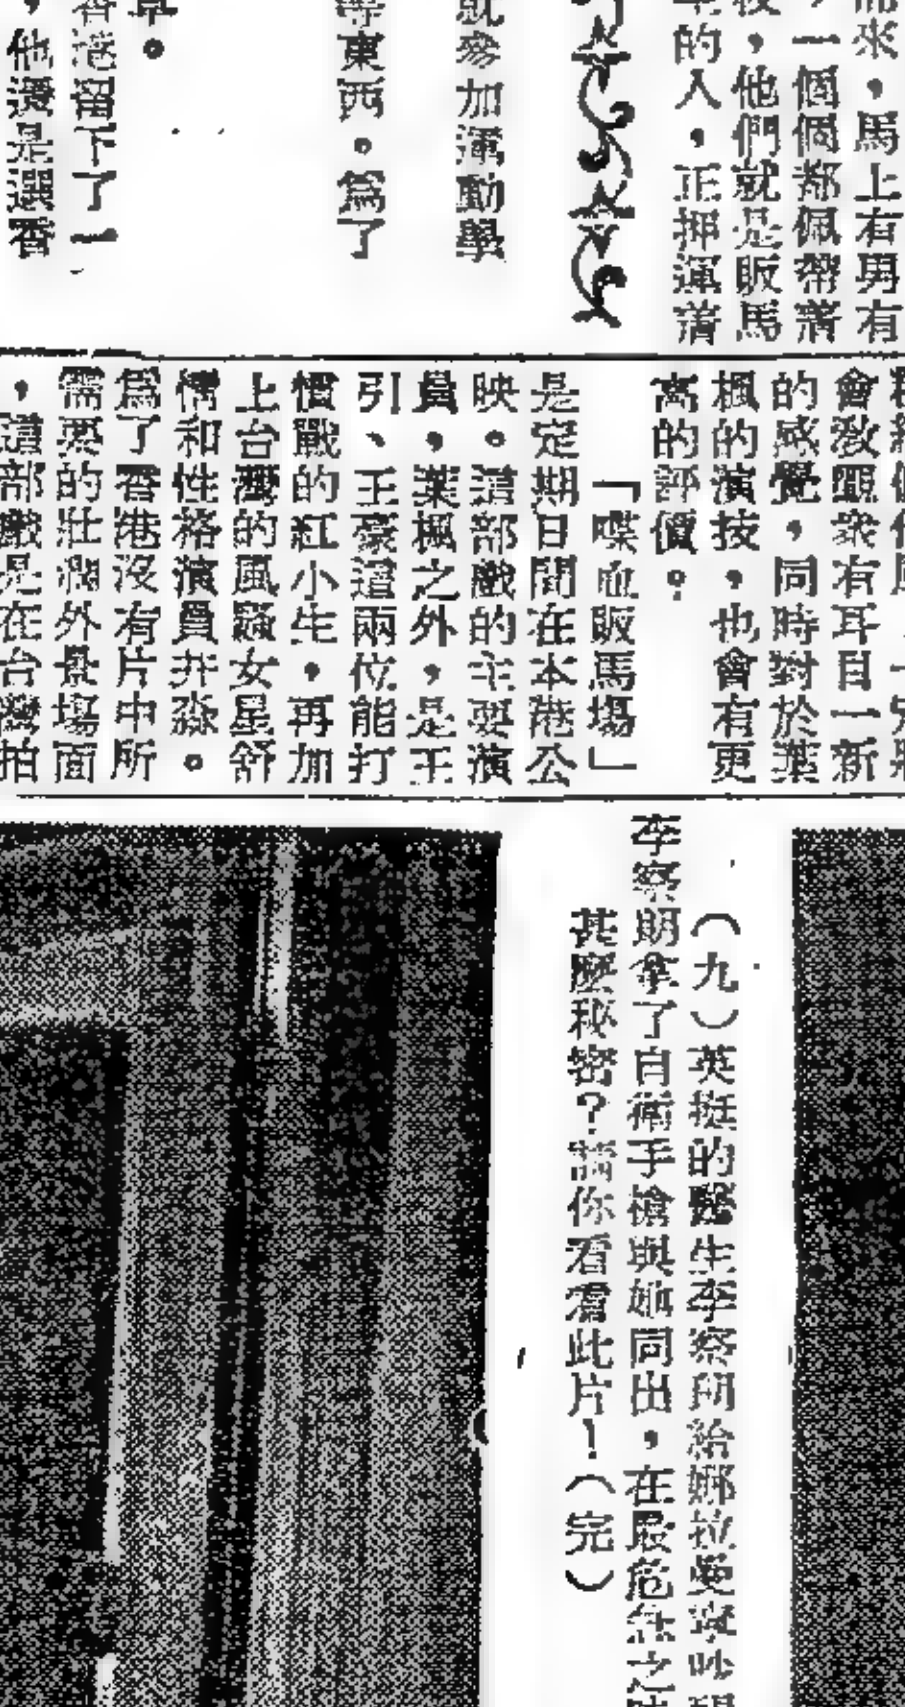 而來，馬上有男有
，一個個都佩帶着
，他們就是販馬
的人，正押運着
就參加運動學
等東西。爲了
香港留下了一
，他還是選香
會教觀衆有耳目一新
的感覺，同時對於葉
楓的演技，也會有更
高的評價。
「喋血販馬場」
是定期日間在本港公
映。這部戲的主要演
員，葉楓之外，是王
引、王豪這兩位能打
慣戰的紅小生，再加
上台灣的風騷女星舒
情和性格演員井淼。
爲了香港沒有片中所
需要的壯濶外景場面
，這部戲是在台灣拍
（九）英挺的醫生李察朗給娜拉
李察朗拿了自衞手槍與她同出，在最危急之
甚麼秘密？請你看看此片！（完）